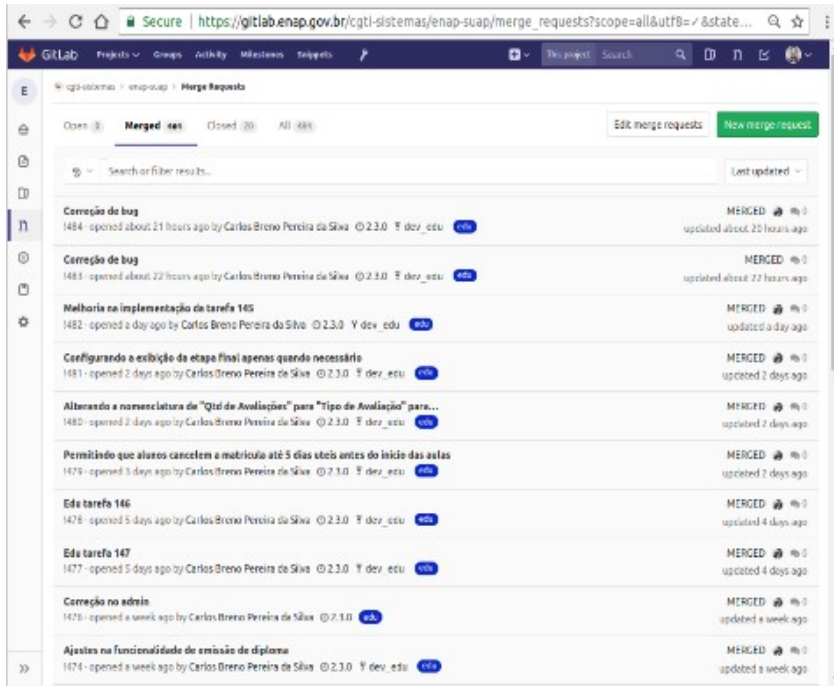 Secure | https://gitlab.enap.gov.br/cgti-sistemas/enap-suap/merge_requests?scope=all&utf8=✓&state...
GitLab Projects Groups Activity Milestones Snippets This project Search
E cgti-sistemas > enap-suap > Merge Requests
Open Merged Closed 20 All Edit merge requests New merge request
Search or filter results... Last updated
Correção de bug MERGED 0
!484 · opened about 21 hours ago by Carlos Breno Pereira da Silva 2.3.0 dev_edu edu updated about 20 hours ago
Correção de bug MERGED 0
!483 · opened about 22 hours ago by Carlos Breno Pereira da Silva 2.3.0 dev_edu edu updated about 22 hours ago
Melhoria na implementação da tarefa 145 MERGED 0
!482 · opened a day ago by Carlos Breno Pereira da Silva 2.3.0 dev_edu edu updated a day ago
Configurando a exibição da etapa final apenas quando necessário MERGED 0
!481 · opened 2 days ago by Carlos Breno Pereira da Silva 2.3.0 dev_edu edu updated 2 days ago
Alterando a nomenclatura de "Qtd de Avaliações" para "Tipo de Avaliação" para... MERGED 0
!480 · opened 2 days ago by Carlos Breno Pereira da Silva 2.3.0 dev_edu edu updated 2 days ago
Permitindo que alunos cancelem a matrícula até 5 dias uteis antes do início das aulas MERGED 0
!479 · opened 3 days ago by Carlos Breno Pereira da Silva 2.3.0 dev_edu edu updated 2 days ago
Edu tarefa 146 MERGED 0
!478 · opened 5 days ago by Carlos Breno Pereira da Silva 2.3.0 dev_edu edu updated 4 days ago
Edu tarefa 147 MERGED 0
!477 · opened 5 days ago by Carlos Breno Pereira da Silva 2.3.0 dev_edu edu updated 4 days ago
Correção no admin MERGED 0
!476 · opened a week ago by Carlos Breno Pereira da Silva 2.3.0 edu updated a week ago
Ajustes na funcionalidade de emissão de diploma MERGED 0
!474 · opened a week ago by Carlos Breno Pereira da Silva 2.3.0 dev_edu edu updated a week ago